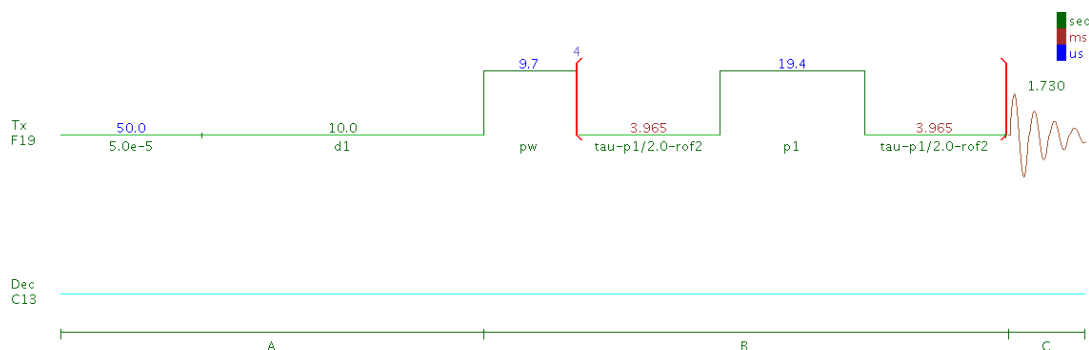 sec
ms
us
4
9.7
19.4
1.730
Tx
F19
50.0
10.0
3.965
3.965
5.0e-5
d1
pw
tau-p1/2.0-rof2
p1
tau-p1/2.0-rof2
Dec
C13
A
B
C